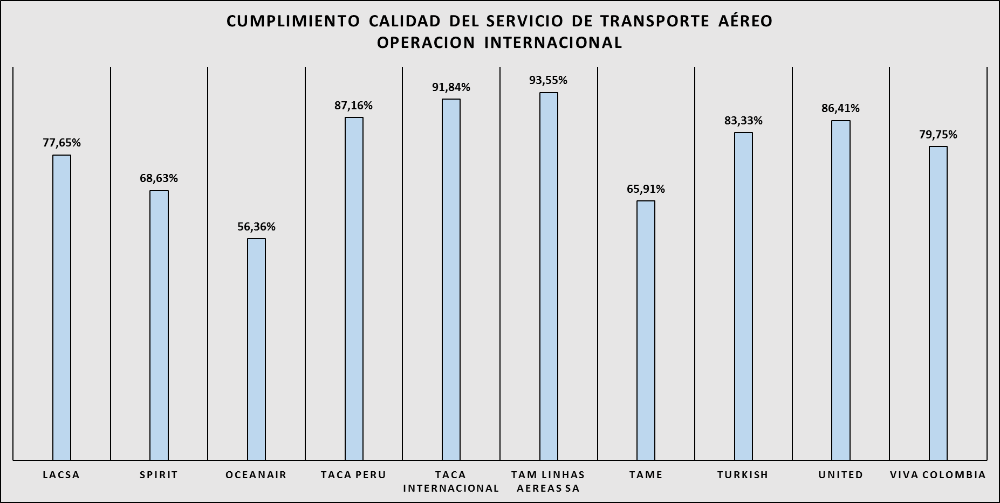 CUMPLIMIENTO CALIDAD DEL SERVICIO DE TRANSPORTE AÉREO
OPERACION INTERNACIONAL
77,65%
68,63%
56,36%
87,16%
91,84%
93,55%
65,91%
83,33%
86,41%
79,75%
LACSA
SPIRIT
OCEANAIR
TACA PERU
TACA
INTERNACIONAL
TAM LINHAS
AEREAS SA
TAME
TURKISH
UNITED
VIVA COLOMBIA